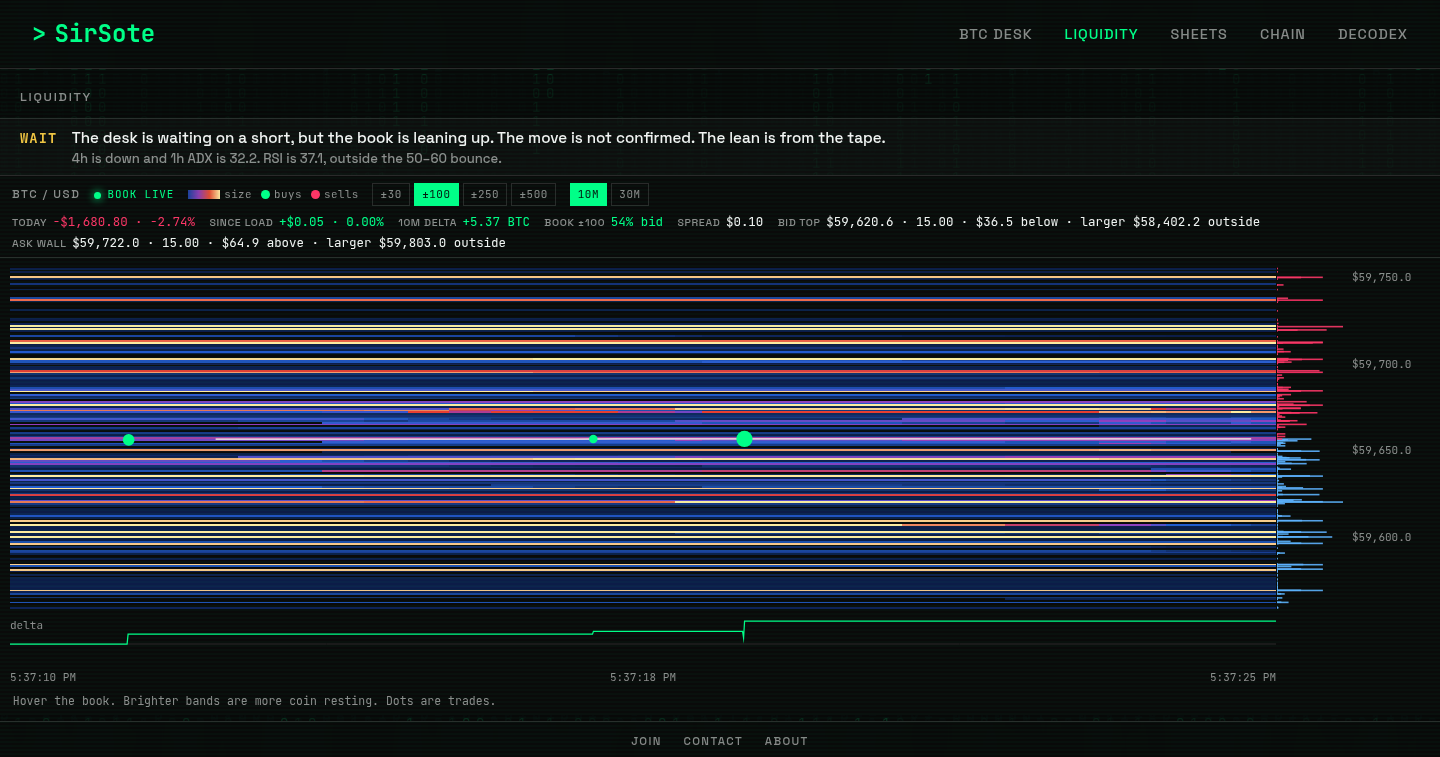 > SirSote
BTC DESK LIQUIDITY SHEETS CHAIN DECODEX
LIQUIDITY
WAIT The desk is waiting on a short, but the book is leaning up. The move is not confirmed. The lean is from the tape.
4h is down and 1h ADX is 32.2. RSI is 37.1, outside the 50–60 bounce.
BTC / USD BOOK LIVE size buys sells ±30 ±100 ±250 ±500 10M 30M
TODAY -$1,680.80 · -2.74% SINCE LOAD +$0.05 · 0.00% 10M DELTA +5.37 BTC BOOK ±100 54% bid SPREAD $0.10 BID TOP $59,620.6 · 15.00 · $36.5 below · larger $58,402.2 outside
ASK WALL $59,722.0 · 15.00 · $64.9 above · larger $59,803.0 outside
$59,750.0
$59,700.0
$59,650.0
$59,600.0
delta
5:37:10 PM 5:37:18 PM 5:37:25 PM
Hover the book. Brighter bands are more coin resting. Dots are trades.
JOIN CONTACT ABOUT